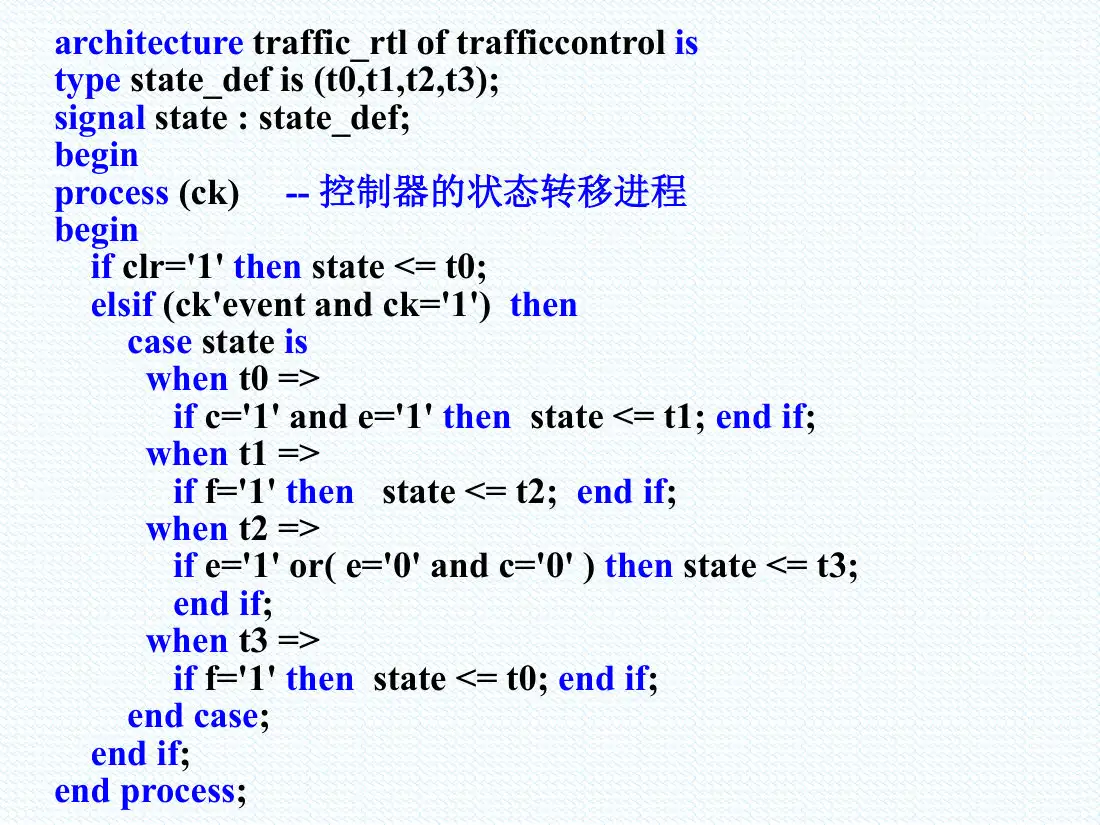 architecture traffic_rtl of trafficcontrol is
type state_def is (t0,t1,t2,t3);
signal state : state_def;
begin
process (ck)     -- 控制器的状态转移进程
begin
    if clr='1' then state <= t0;
    elsif (ck'event and ck='1')  then
        case state is
          when t0 =>
             if c='1' and e='1' then  state <= t1; end if;
          when t1 =>
             if f='1' then   state <= t2;  end if;
          when t2 =>
             if e='1' or( e='0' and c='0' ) then state <= t3;
             end if;
          when t3 =>
             if f='1' then  state <= t0; end if;
        end case;
    end if;
end process;